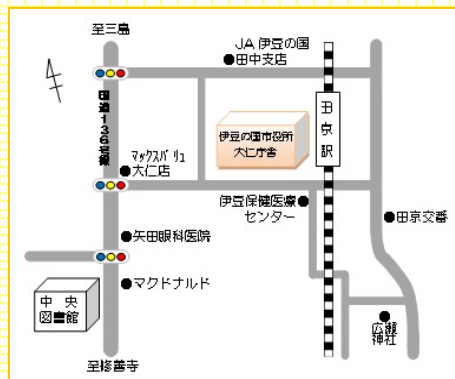 至三島
JA 伊豆の国
田中支店
国道136号線
田京駅
伊豆の国市役所
大仁庁舎
マックスバリュ
大仁店
伊豆保健医療
センター
田京交番
矢田眼科医院
マクドナルド
中央
図書館
広瀬
神社
至修善寺